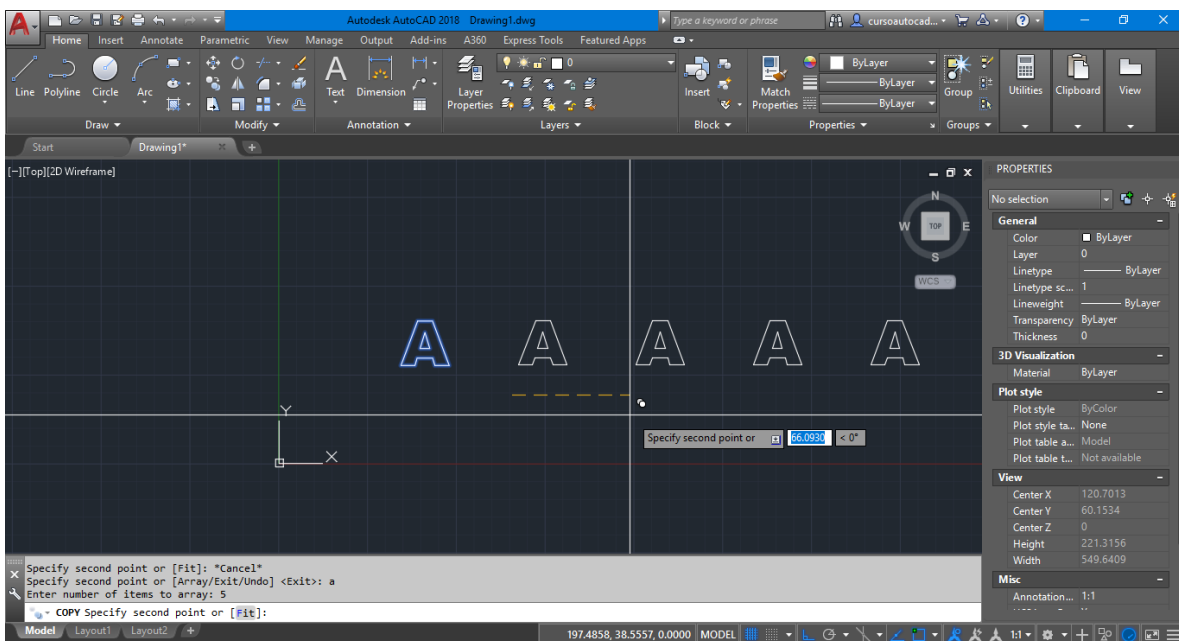 Autodesk AutoCAD 2018 Drawing1.dwg
Type a keyword or phrase
cursoautocad...
Home Insert Annotate Parametric View Manage Output Add-ins A360 Express Tools Featured Apps
Line Polyline Circle Arc
Text Dimension
Layer Properties
0
Insert
Match Properties
ByLayer
ByLayer
ByLayer
Group
Utilities
Clipboard
View
Draw
Modify
Annotation
Layers
Block
Properties
Groups
Start Drawing1*
[−][Top][2D Wireframe]
N
W TOP E
S
WCS
A A A A A
Y
X
Specify second point or 66.0930 < 0°
PROPERTIES
No selection
General
Color ByLayer
Layer 0
Linetype ByLayer
Linetype sc... 1
Lineweight ByLayer
Transparency ByLayer
Thickness 0
3D Visualization
Material ByLayer
Plot style
Plot style ByColor
Plot style ta... None
Plot table a... Model
Plot table t... Not available
View
Center X 120.7013
Center Y 60.1534
Center Z 0
Height 221.3156
Width 549.6409
Misc
Annotation... 1:1
Specify second point or [Fit]: *Cancel*
Specify second point or [Array/Exit/Undo] <Exit>: a
Enter number of items to array: 5
COPY Specify second point or [Fit]:
Model Layout1 Layout2 +
197.4858, 38.5557, 0.0000 MODEL
1:1